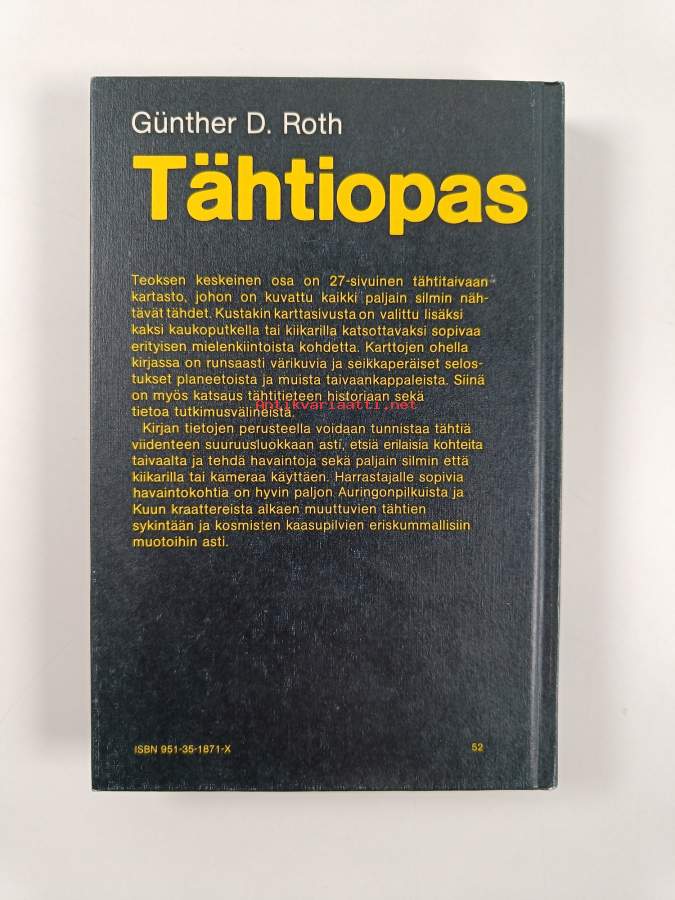 Günther D. Roth
Tähtiopas
Teoksen keskeinen osa on 27-sivuinen tähtitaivaan
kartasto, johon on kuvattu kaikki paljain silmin näh-
tävät tähdet. Kustakin karttasivusta on valittu lisäksi
kaksi kaukoputkella tai kiikarilla katsottavaksi sopivaa
erityisen mielenkiintoista kohdetta. Karttojen ohella
kirjassa on runsaasti värikuvia ja seikkaperäiset selos-
tukset planeetoista ja muista taivaankappaleista. Siinä
on myös katsaus tähtitieteen historiaan sekä
tietoa tutkimusvälineistä.
Antikvariaatti.net
Kirjan tietojen perusteella voidaan tunnistaa tähtiä
viidenteen suuruusluokkaan asti, etsiä erilaisia kohteita
taivaalta ja tehdä havaintoja sekä paljain silmin että
kiikarilla tai kameraa käyttäen. Harrastajalle sopivia
havaintokohtia on hyvin paljon Auringonpilkuista ja
Kuun kraattereista alkaen muuttuvien tähtien
sykintään ja kosmisten kaasupilvien eriskummallisiin
muotoihin asti.
ISBN 951-35-1871-X
52